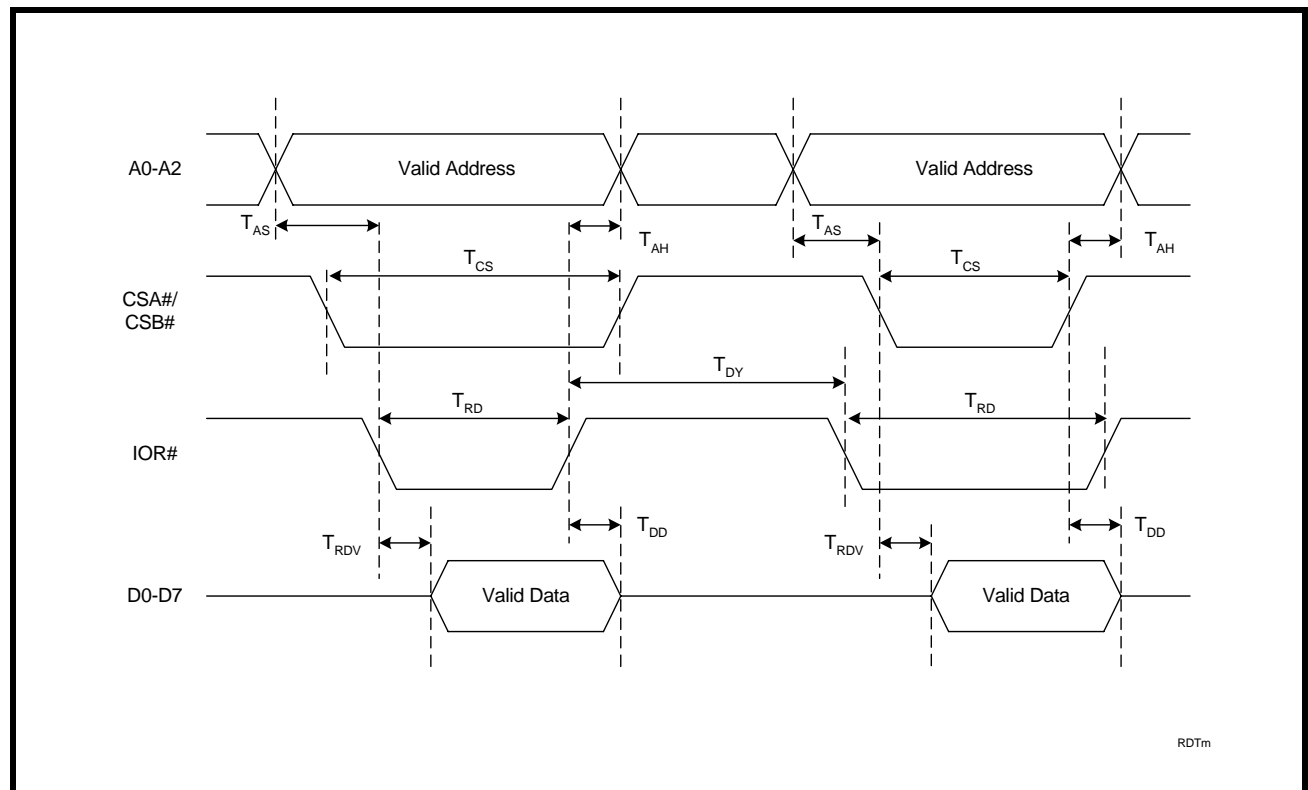 A0-A2
Valid Address
Valid Address
TAS
TAH
TAS
TAH
TCS
TCS
CSA#/
CSB#
TDY
TRD
TRD
IOR#
TRDV
TDD
TRDV
TDD
D0-D7
Valid Data
Valid Data
RDTm